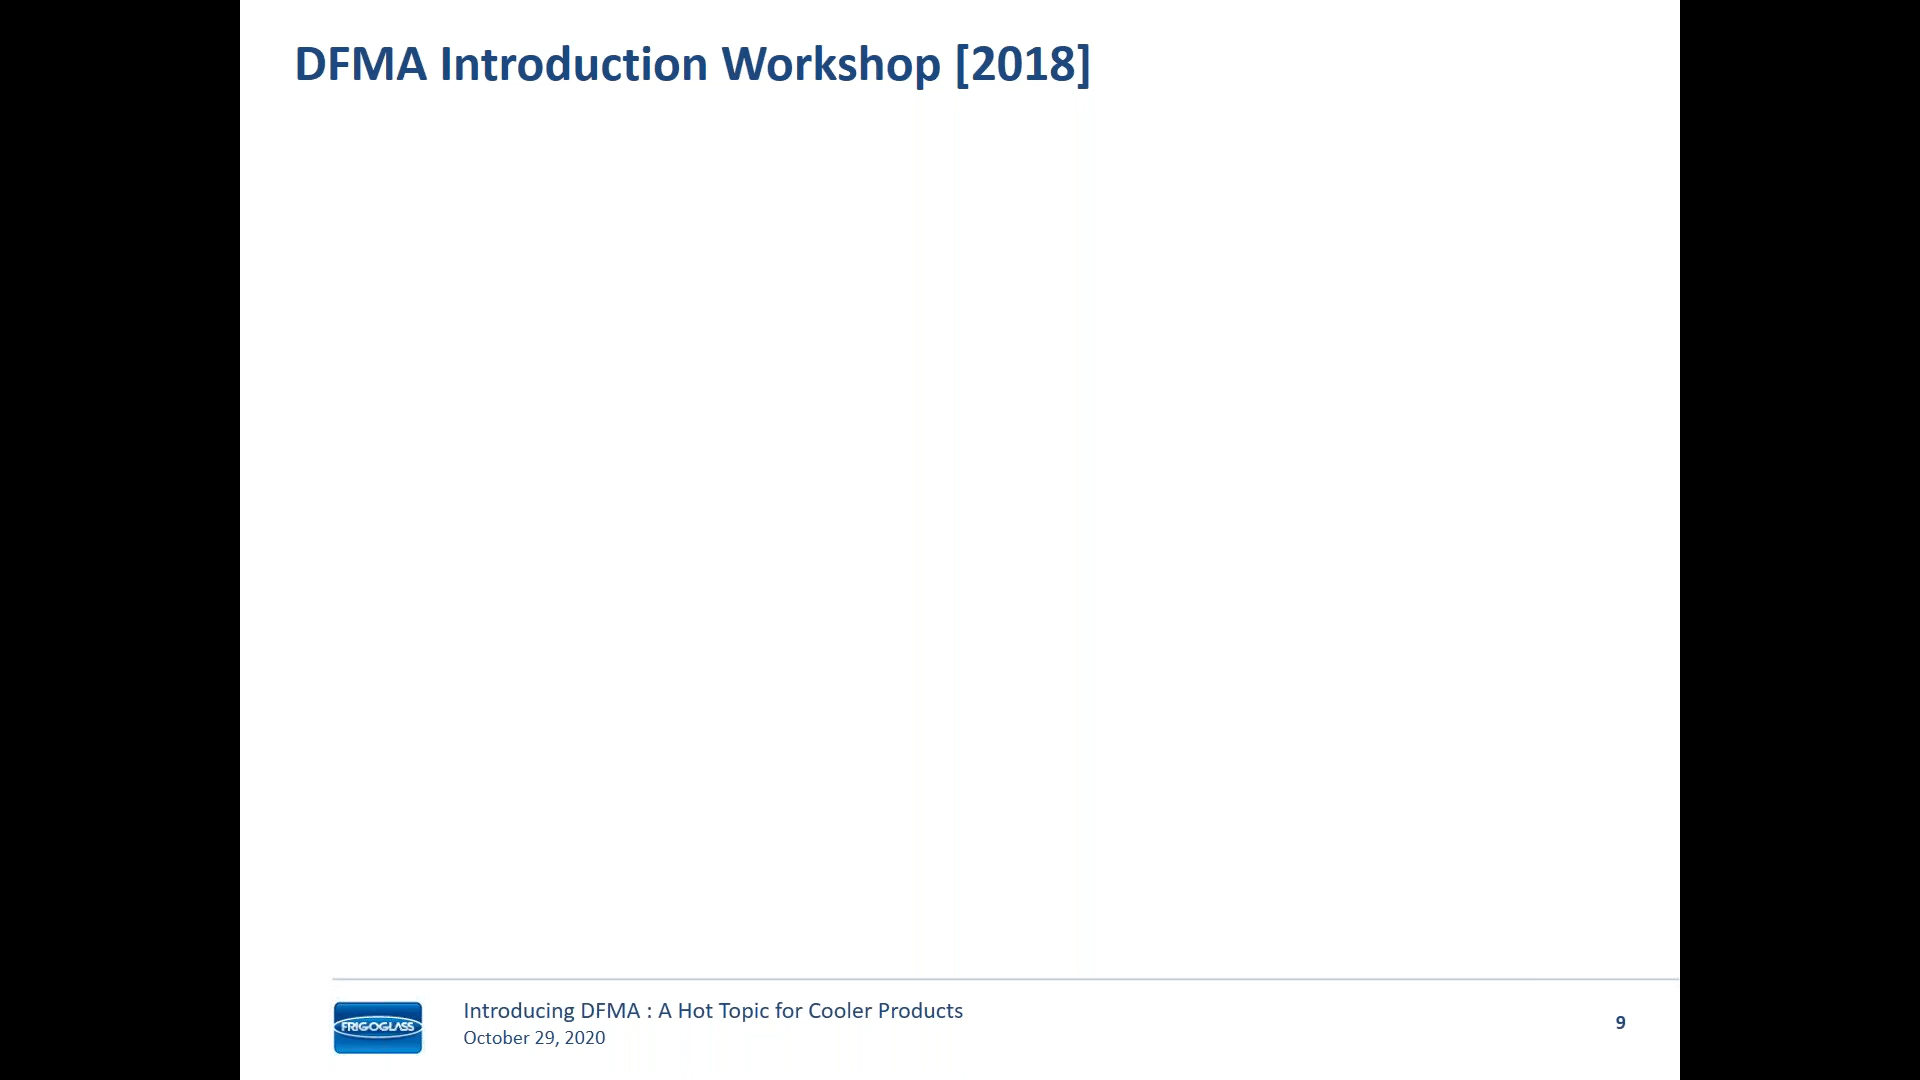 DFMA Introduction Workshop [2018]
FRIGOGLASS
Introducing DFMA : A Hot Topic for Cooler Products
October 29, 2020
9